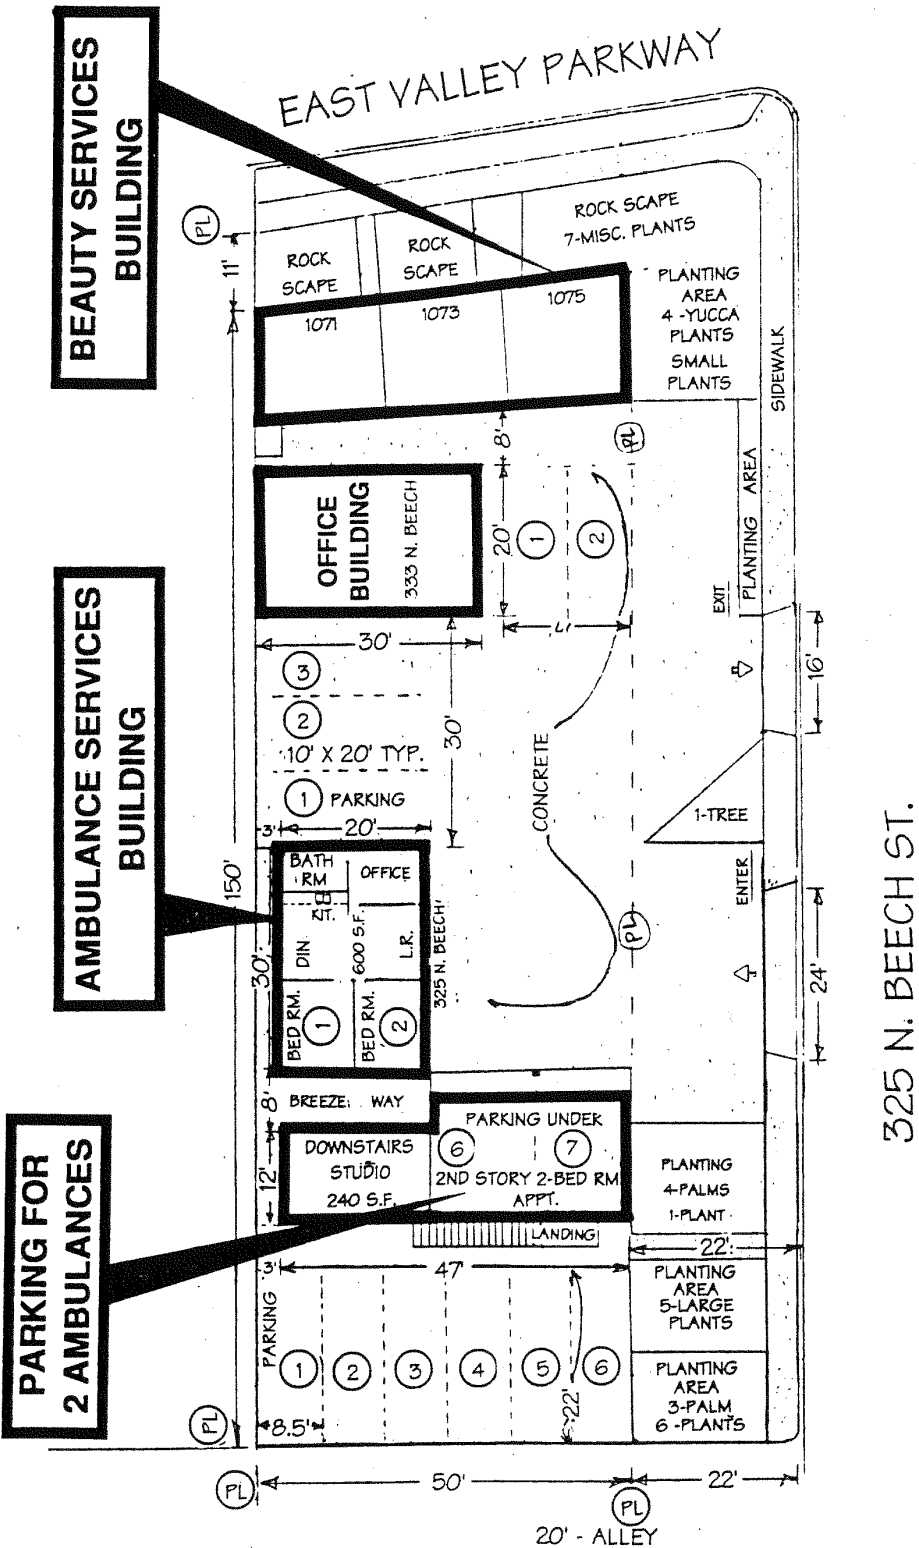 EAST VALLEY PARKWAY
BEAUTY SERVICES
BUILDING
PL
11'
ROCK
SCAPE
ROCK
SCAPE
ROCK SCAPE
7-MISC. PLANTS
1071
1073
1075
PLANTING
AREA
4 -YUCCA
PLANTS
SMALL
PLANTS
SIDEWALK
8'
PL
PLANTING AREA
OFFICE
BUILDING
333 N. BEECH
20'
1
2
17'
EXIT
30'
16'
AMBULANCE SERVICES
BUILDING
3
2
10' X 20' TYP.
1 PARKING
30'
CONCRETE
1-TREE
3'
20'
150'
BATH
RM
OFFICE
KIT.
DIN
600 S.F.
L.R.
325 N. BEECH
30'
BED RM.
1
BED RM.
2
PL
ENTER
24'
325 N. BEECH ST.
8'
BREEZE WAY
PARKING FOR
2 AMBULANCES
12'
DOWNSTAIRS
STUDIO
240 S.F.
PARKING UNDER
6
7
2ND STORY 2-BED RM
APPT.
PLANTING
4-PALMS
1-PLANT
LANDING
22'
3'
47'
PARKING
1
2
3
4
5
6
22'
8.5'
PLANTING
AREA
5-LARGE
PLANTS
PLANTING
AREA
3-PALM
6 -PLANTS
PL
PL
50'
22'
PL
20' - ALLEY